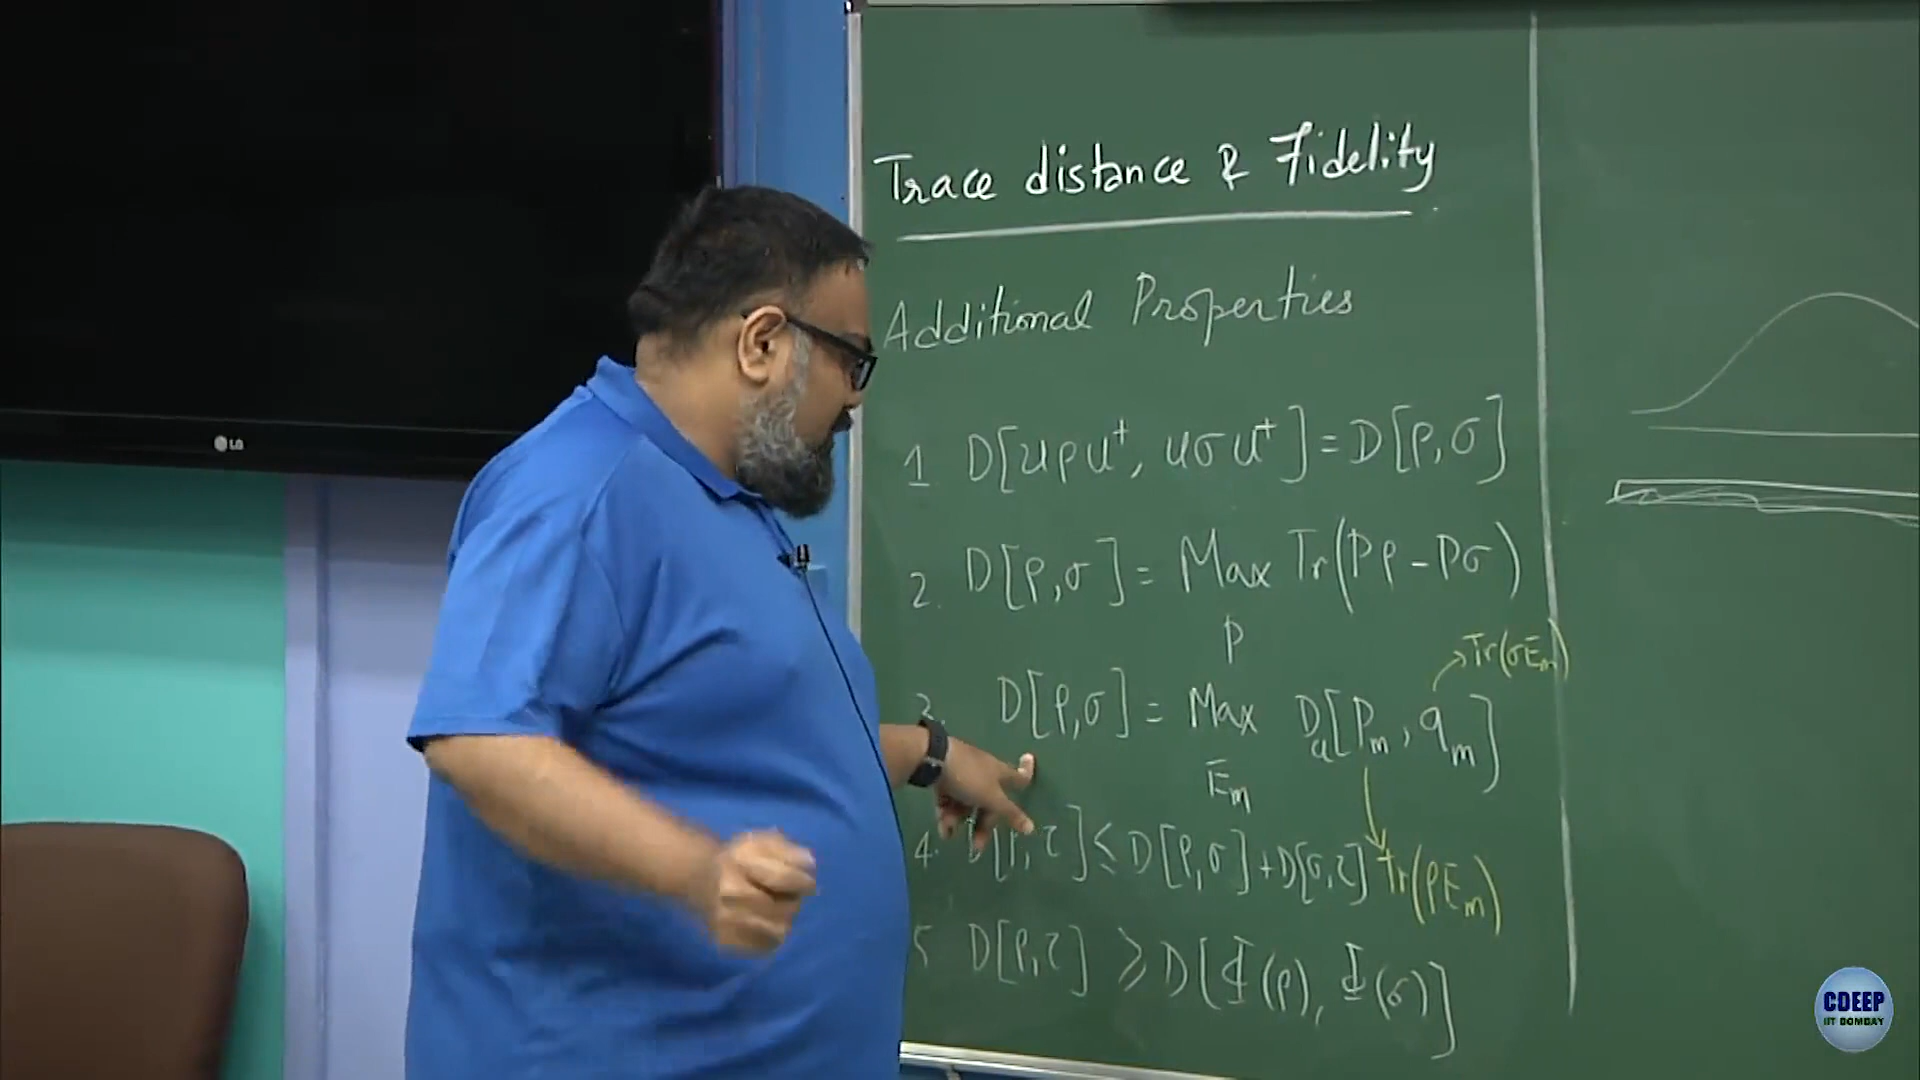 Trace distance & Fidelity
Additional Properties
1 D[UρU†, UσU†] = D[ρ,σ]
2. D[ρ,σ] = Max Tr(Pρ - Pσ)
P
→Tr(σEm)
3. D[ρ,σ] = Max Dcl[Pm, qm]
Em
4. D[ρ,τ] ≤ D[ρ,σ] + D[σ,τ]
Tr(ρEm)
5 D[ρ,τ] ≥ D[Φ(ρ), Φ(σ)]
LG
CDEEP
IIT BOMBAY